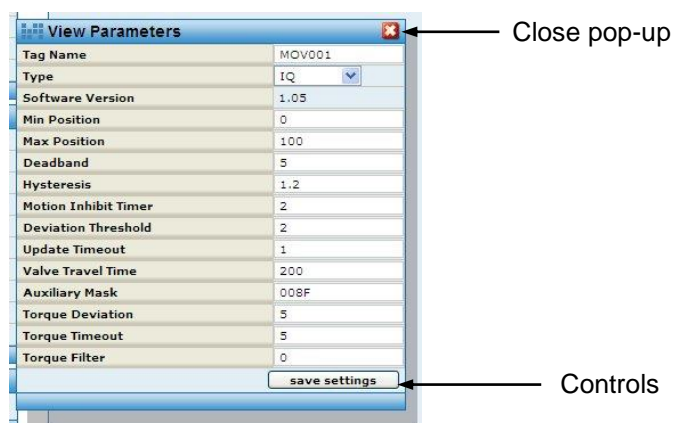 View Parameters
Close pop-up
Tag Name MOV001
Type IQ
Software Version 1.05
Min Position 0
Max Position 100
Deadband 5
Hysteresis 1.2
Motion Inhibit Timer 2
Deviation Threshold 2
Update Timeout 1
Valve Travel Time 200
Auxiliary Mask 008F
Torque Deviation 5
Torque Timeout 5
Torque Filter 0
save settings
Controls